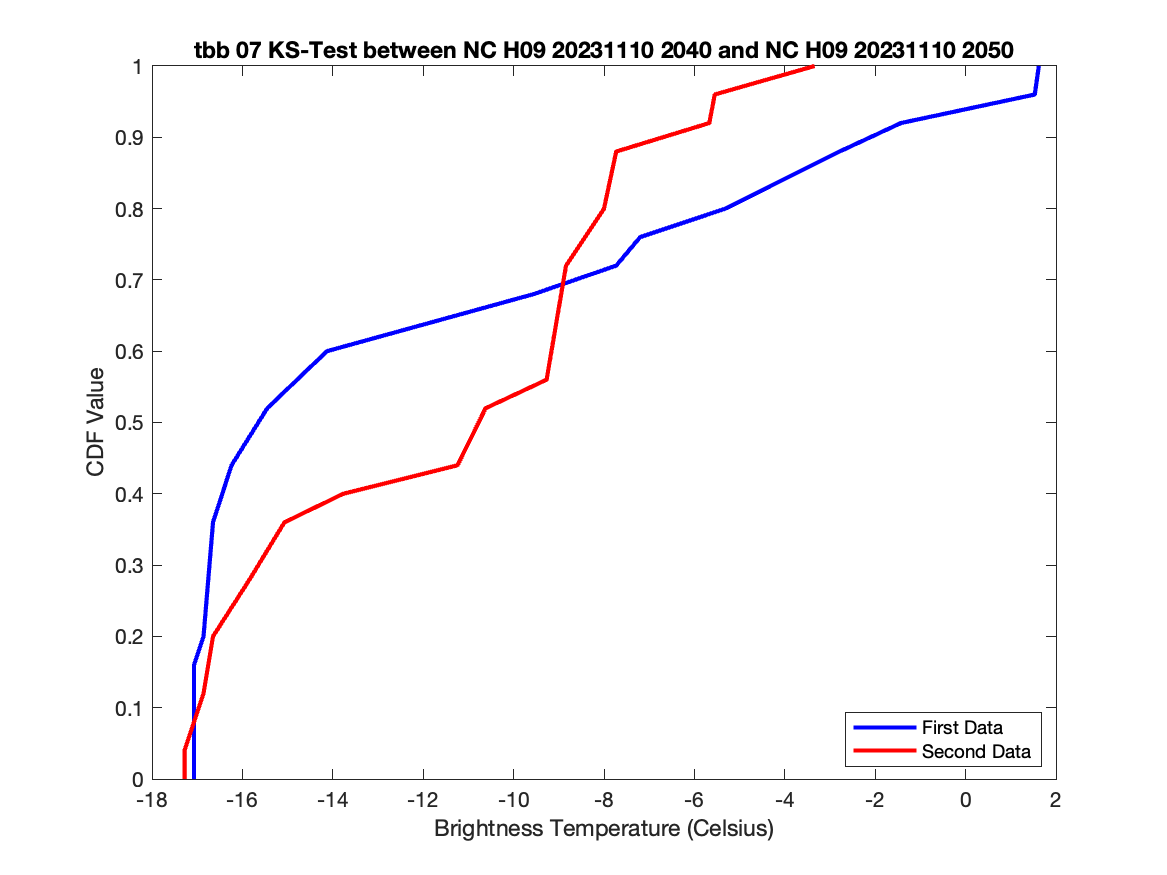 tbb 07 KS-Test between NC H09 20231110 2040 and NC H09 20231110 2050
1
0.9
0.8
0.7
0.6
0.5
0.4
0.3
0.2
0.1
0
CDF Value
First Data
Second Data
-18 -16 -14 -12 -10 -8 -6 -4 -2 0 2
Brightness Temperature (Celsius)